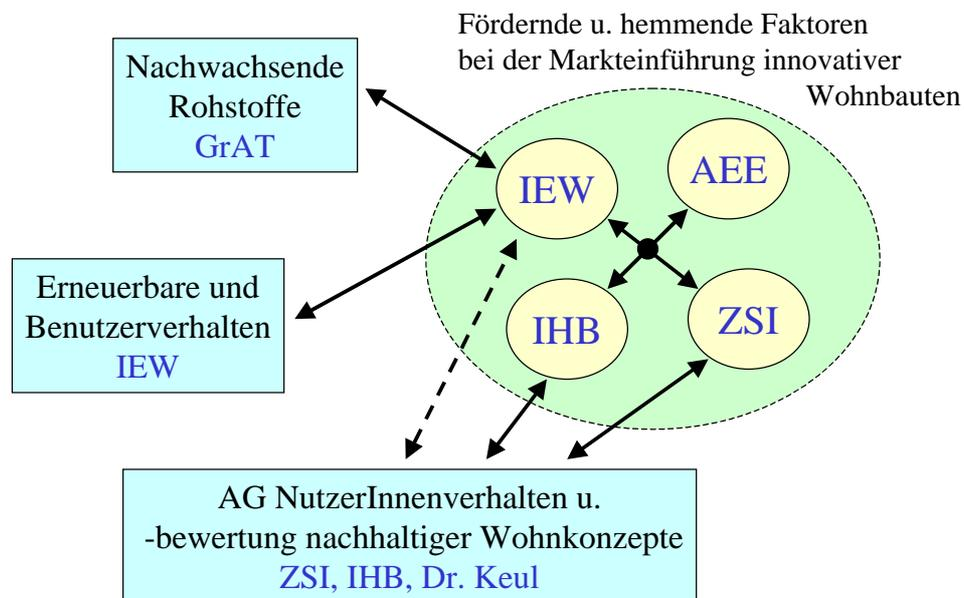 Fördernde u. hemmende Faktoren
bei der Markteinführung innovativer
Wohnbauten
Nachwachsende
Rohstoffe
GrAT
IEW
AEE
Erneuerbare und
Benutzerverhalten
IEW
IHB
ZSI
AG NutzerInnenverhalten u.
-bewertung nachhaltiger Wohnkonzepte
ZSI, IHB, Dr. Keul